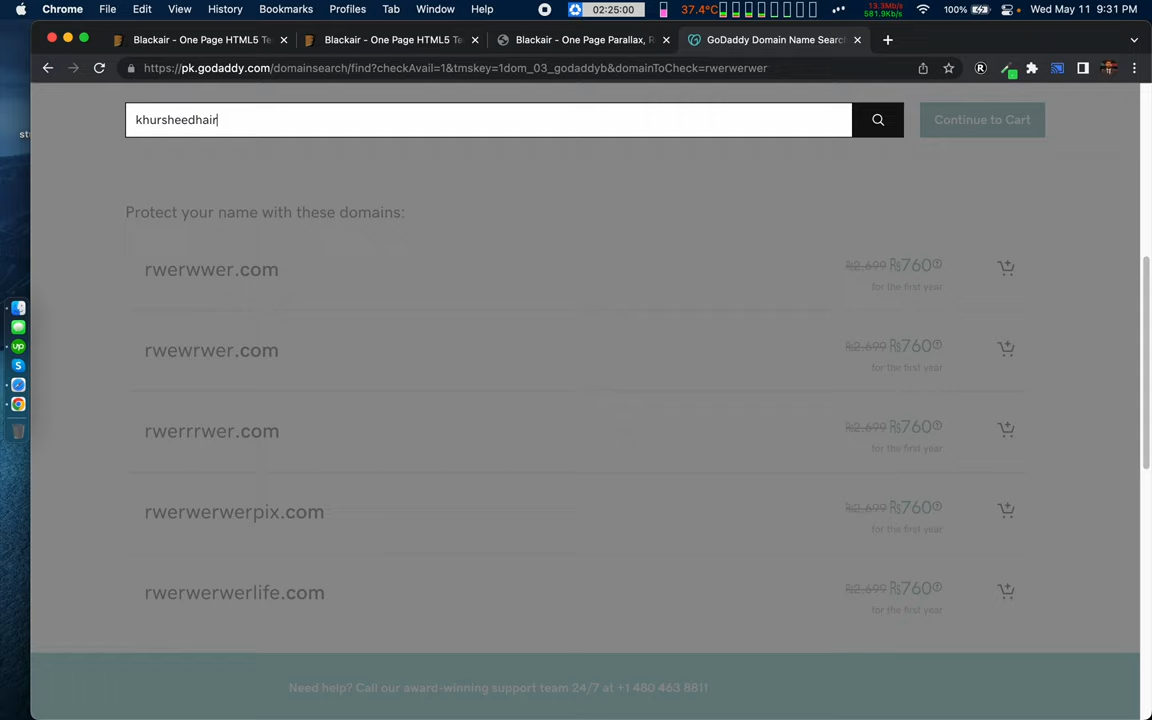 Chrome File Edit View History Bookmarks Profiles Tab Window Help 02:25:00 37.4°C 13.3Mb/s 581.9Kb/s 100% Wed May 11 9:31 PM
Blackair - One Page HTML5 Te Blackair - One Page HTML5 Te Blackair - One Page Parallax, R GoDaddy Domain Name Search
https://pk.godaddy.com/domainsearch/find?checkAvail=1&tmskey=1dom_03_godaddyb&domainToCheck=rwerwerwer
khursheedhair
Continue to Cart
st
Protect your name with these domains:
rwerwwer.com ₨2,699 ₨760
for the first year
rwewrwer.com ₨2,699 ₨760
for the first year
rwerrrwer.com ₨2,699 ₨760
for the first year
rwerwerwerpix.com ₨2,699 ₨760
for the first year
rwerwerwerlife.com ₨2,699 ₨760
for the first year
Need help? Call our award-winning support team 24/7 at +1 480 463 8811